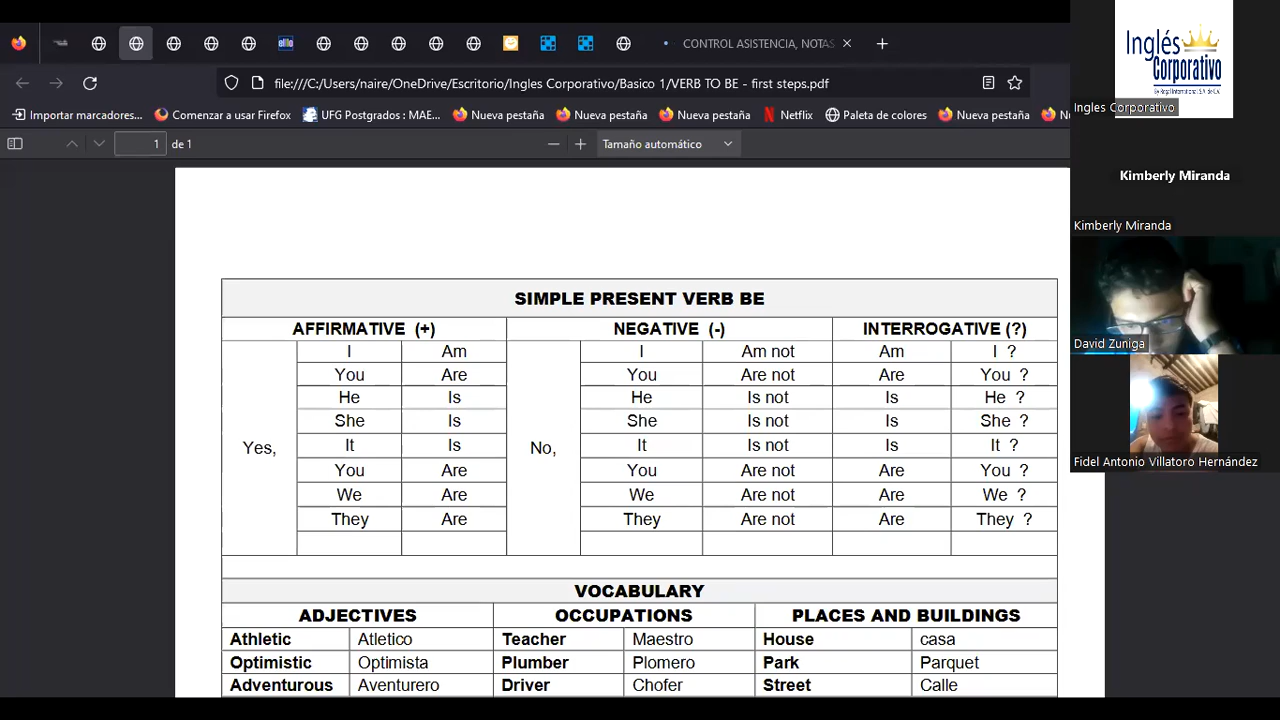 CONTROL ASISTENCIA, NOTAS
file:///C:/Users/naire/OneDrive/Escritorio/Ingles Corporativo/Basico 1/VERB TO BE - first steps.pdf
Importar marcadores... Comenzar a usar Firefox UFG Postgrados : MAE... Nueva pestaña Nueva pestaña Nueva pestaña Netflix Paleta de colores Nueva pestaña No
1 de 1 Tamaño automático
SIMPLE PRESENT VERB BE
AFFIRMATIVE (+) NEGATIVE (-) INTERROGATIVE (?)
I Am I Am not Am I ?
You Are You Are not Are You ?
He Is He Is not Is He ?
She Is She Is not Is She ?
Yes, It Is No, It Is not Is It ?
You Are You Are not Are You ?
We Are We Are not Are We ?
They Are They Are not Are They ?
VOCABULARY
ADJECTIVES OCCUPATIONS PLACES AND BUILDINGS
Athletic Atletico Teacher Maestro House casa
Optimistic Optimista Plumber Plomero Park Parquet
Adventurous Aventurero Driver Chofer Street Calle
Inglés
Corporativo
Ingles Corporativo
Kimberly Miranda
Kimberly Miranda
David Zuniga
Fidel Antonio Villatoro Hernández